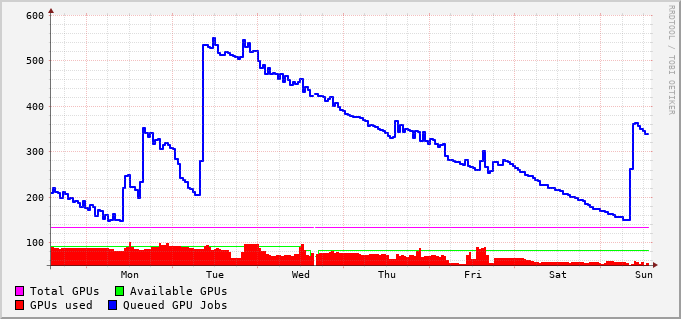 600
500
400
300
200
100
Mon Tue Wed Thu Fri Sat Sun
Total GPUs Available GPUs
GPUs used Queued GPU Jobs
RRDTOOL / TOBI OETIKER